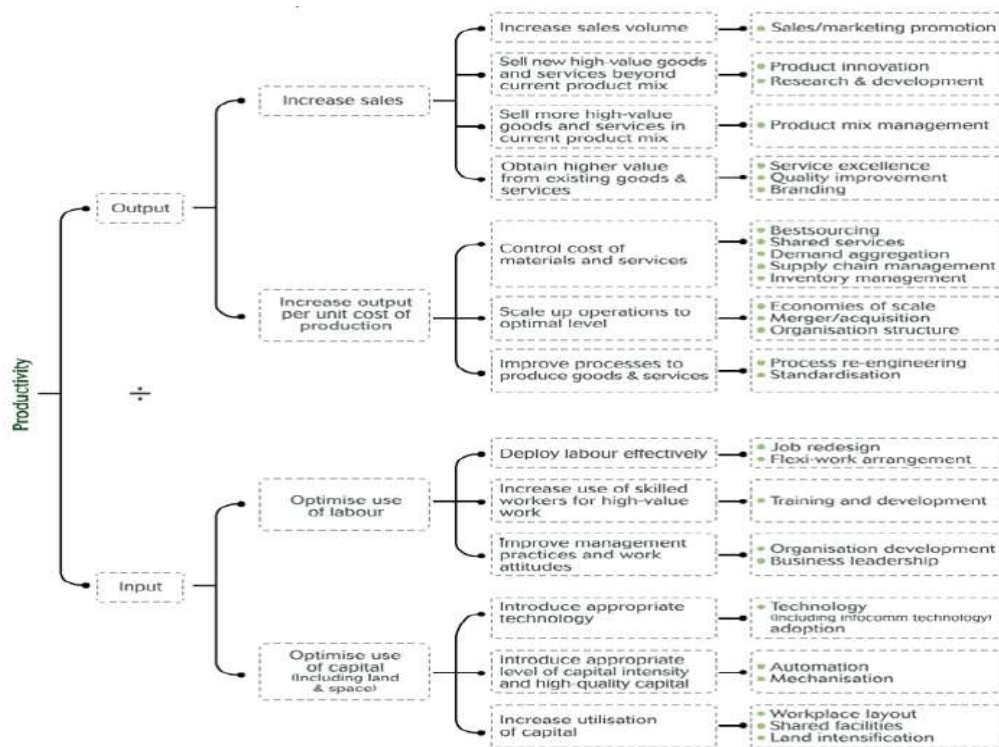 Productivity
÷
Output
Increase sales
Increase sales volume
• Sales/marketing promotion
Sell new high-value goods
and services beyond
current product mix
• Product innovation
• Research & development
Sell more high-value
goods and services in
current product mix
• Product mix management
Obtain higher value
from existing goods &
services
• Service excellence
• Quality improvement
• Branding
Increase output
per unit cost of
production
Control cost of
materials and services
• Bestsourcing
• Shared services
• Demand aggregation
• Supply chain management
• Inventory management
Scale up operations to
optimal level
• Economies of scale
• Merger/acquisition
• Organisation structure
Improve processes to
produce goods & services
• Process re-engineering
• Standardisation
Input
Optimise use
of labour
Deploy labour effectively
• Job redesign
• Flexi-work arrangement
Increase use of skilled
workers for high-value
work
• Training and development
Improve management
practices and work
attitudes
• Organisation development
• Business leadership
Optimise use
of capital
(including land
& space)
Introduce appropriate
technology
• Technology
(including infocomm technology)
adoption
Introduce appropriate
level of capital intensity
and high-quality capital
• Automation
• Mechanisation
Increase utilisation
of capital
• Workplace layout
• Shared facilities
• Land intensification